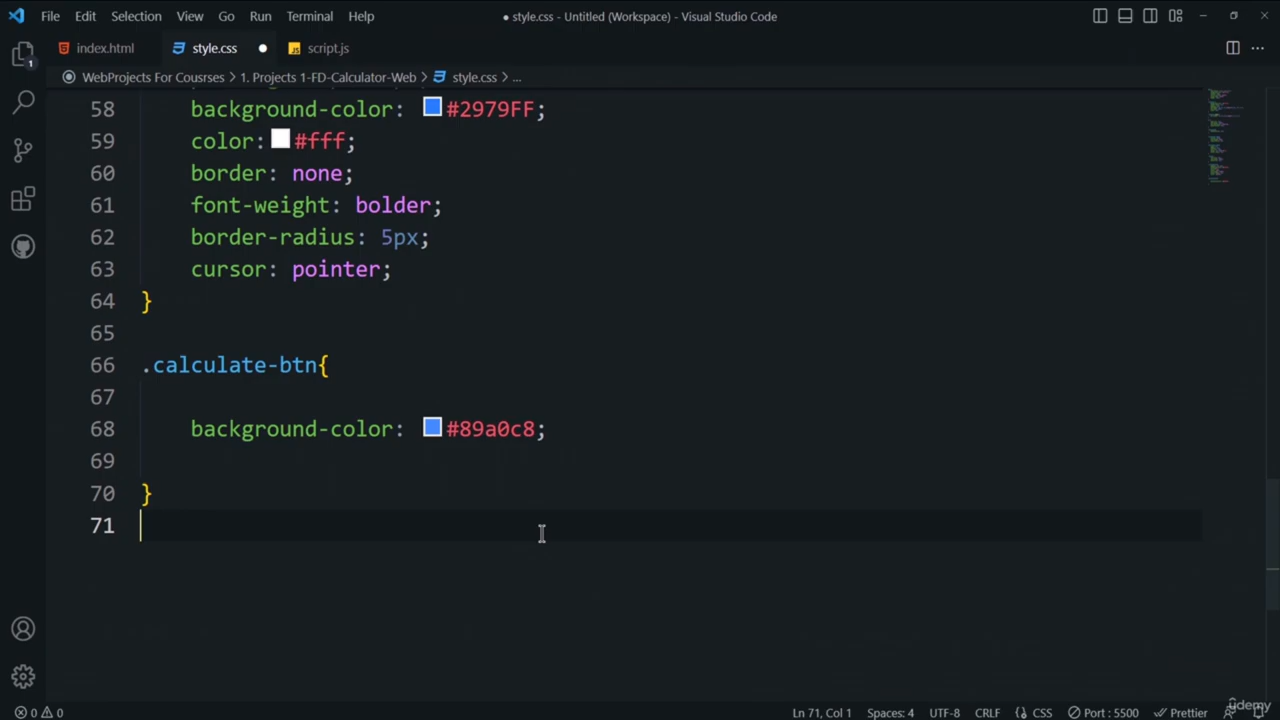 File Edit Selection View Go Run Terminal Help
● style.css - Untitled (Workspace) - Visual Studio Code
index.html style.css script.js
WebProjects For Cousrses > 1. Projects 1-FD-Calculator-Web > style.css > ...
58 background-color: #2979FF;
59 color: #fff;
60 border: none;
61 font-weight: bolder;
62 border-radius: 5px;
63 cursor: pointer;
64 }
65
66 .calculate-btn{
67
68 background-color: #89a0c8;
69
70 }
71
1
0 0 Ln 71, Col 1 Spaces: 4 UTF-8 CRLF {} CSS Port : 5500 Prettier
udemy